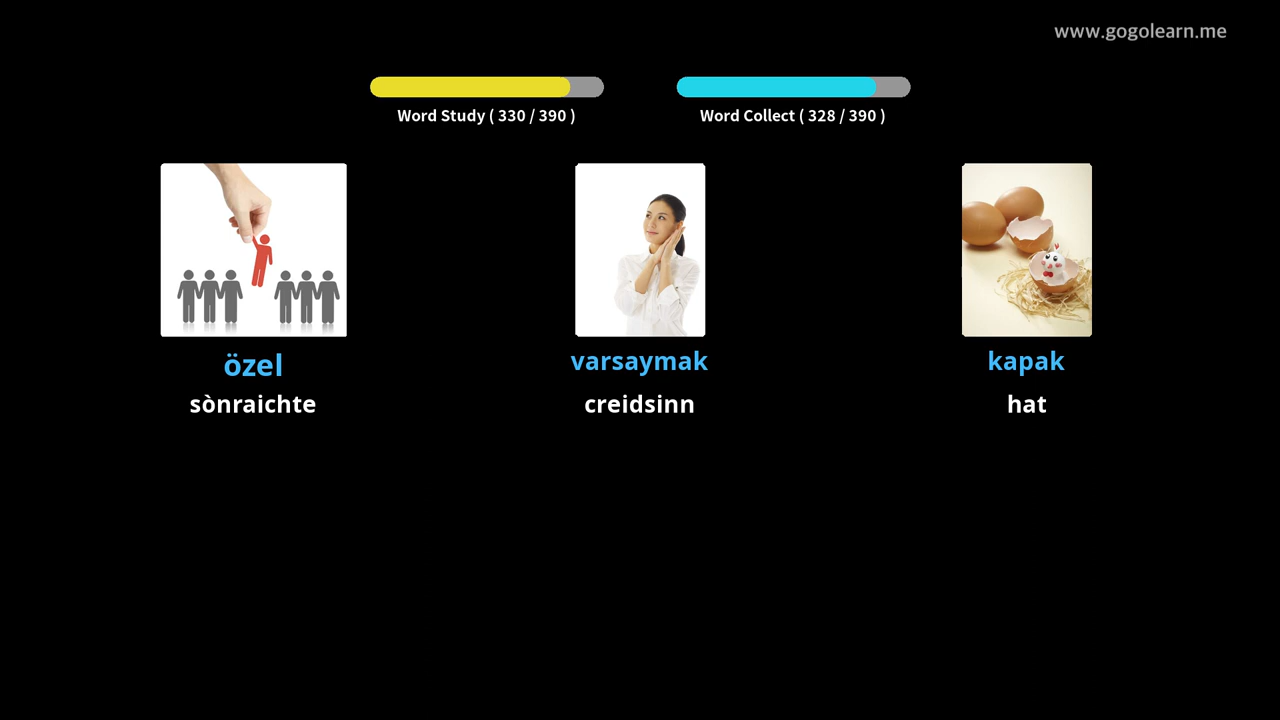 www.gogolearn.me
Word Study ( 330 / 390 )
Word Collect ( 328 / 390 )
özel
varsaymak
kapak
sònraichte
creidsinn
hat